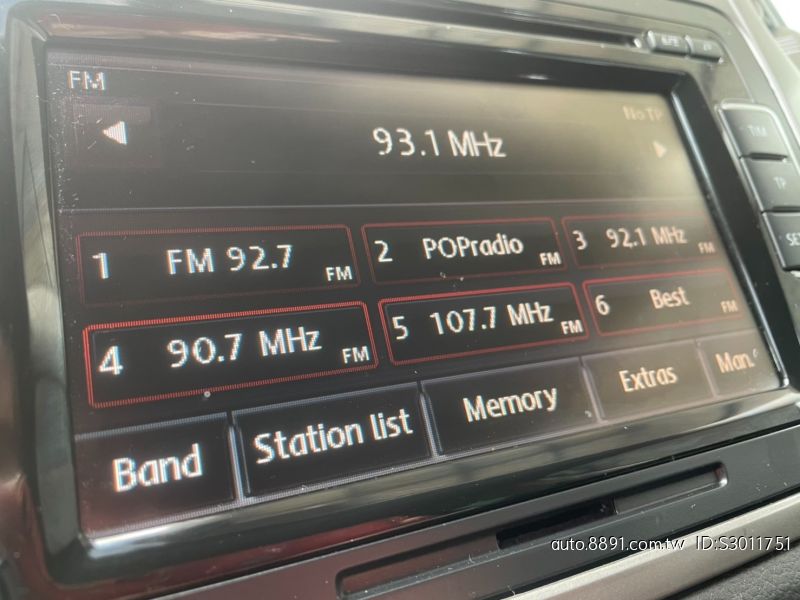 FM
No TP
93.1 MHz
1 FM 92.7 FM
2 POPradio FM
3 92.1 MHz FM
4 90.7 MHz FM
5 107.7 MHz FM
6 Best FM
Band
Station list
Memory
Extras
Man.
TIM
TP
auto.8891.com.tw ID:S3011751